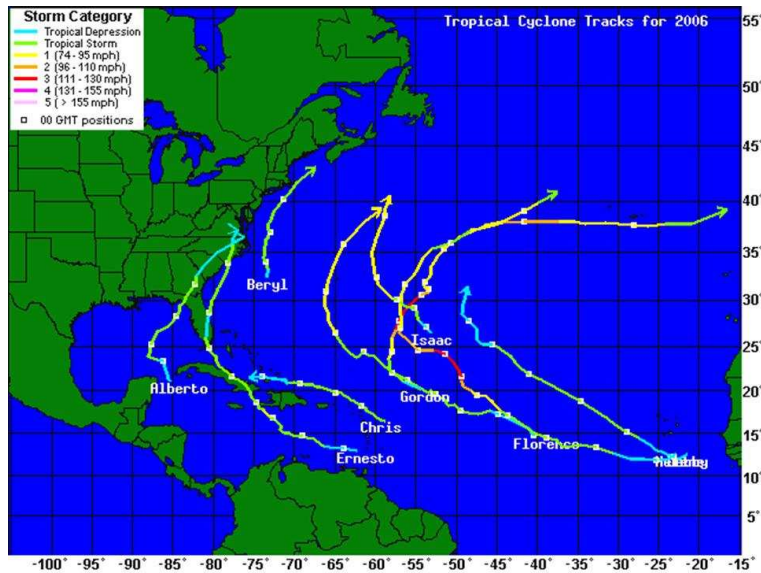 Storm Category
Tropical Depression
Tropical Storm
1 (74 - 95 mph)
2 (96 - 110 mph)
3 (111 - 130 mph)
4 (131 - 155 mph)
5 ( > 155 mph)
00 GMT positions
Tropical Cyclone Tracks for 2006
55°
50°
45°
40°
35°
30°
25°
20°
15°
10°
5°
Beryl
Isaac
Alberto
Gordon
Chris
Florence
Ernesto
-100° -95° -90° -85° -80° -75° -70° -65° -60° -55° -50° -45° -40° -35° -30° -25° -20° -15°